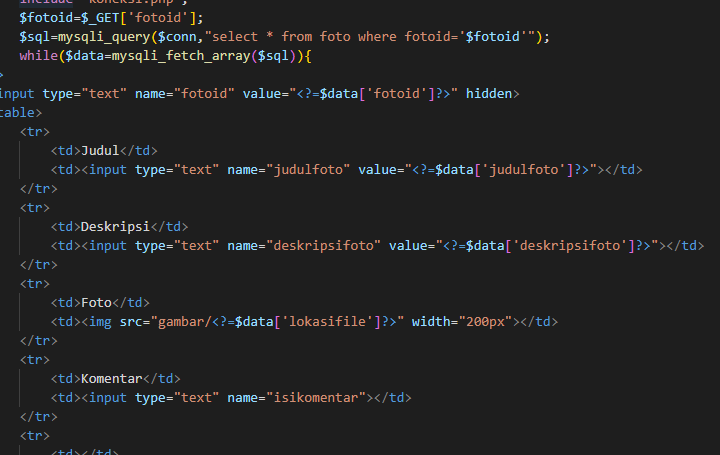 include "koneksi.php";
$fotoid=$_GET['fotoid'];
$sql=mysqli_query($conn,"select * from foto where fotoid='$fotoid'");
while($data=mysqli_fetch_array($sql)){
>
input type="text" name="fotoid" value="<?=$data['fotoid']?>" hidden>
table>
<tr>
<td>Judul</td>
<td><input type="text" name="judulfoto" value="<?=$data['judulfoto']?>"></td>
</tr>
<tr>
<td>Deskripsi</td>
<td><input type="text" name="deskripsifoto" value="<?=$data['deskripsifoto']?>"></td>
</tr>
<tr>
<td>Foto</td>
<td><img src="gambar/<?=$data['lokasifile']?>" width="200px"></td>
</tr>
<tr>
<td>Komentar</td>
<td><input type="text" name="isikomentar"></td>
</tr>
<tr>
<td></td>